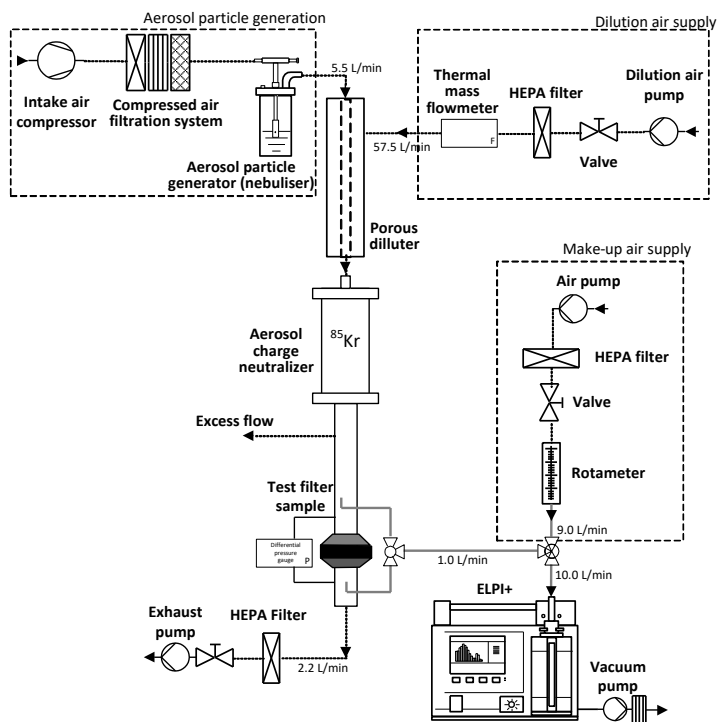 Aerosol particle generation
Intake air
compressor
Compressed air
filtration system
Aerosol particle
generator (nebuliser)
5.5 L/min
Dilution air supply
Thermal
mass
flowmeter
F
HEPA filter
Valve
Dilution air
pump
57.5 L/min
Porous
dilluter
Aerosol
charge
neutralizer
⁸⁵Kr
Excess flow
Test filter
sample
Differential
pressure
gauge
P
Make-up air supply
Air pump
HEPA filter
Valve
Rotameter
9.0 L/min
1.0 L/min
10.0 L/min
ELPI+
Exhaust
pump
HEPA Filter
2.2 L/min
Vacuum
pump